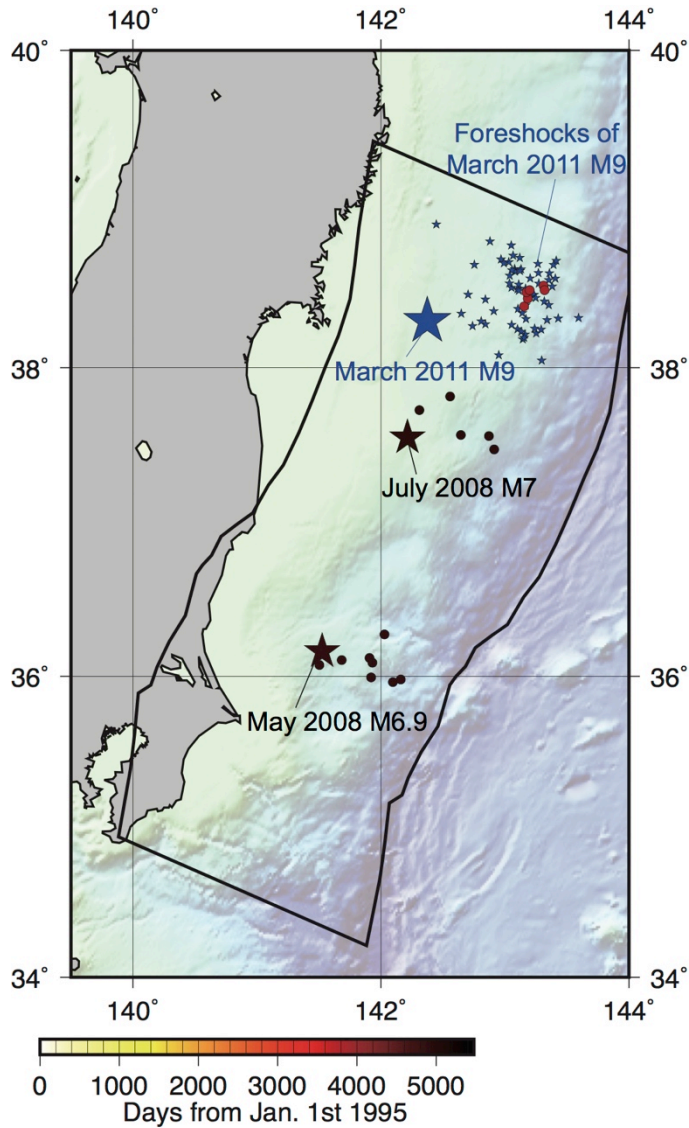 140˚ 142˚ 144˚
40˚ 40˚
Foreshocks of
March 2011 M9
March 2011 M9
38˚ 38˚
July 2008 M7
36˚ 36˚
May 2008 M6.9
34˚ 34˚
140˚ 142˚ 144˚
0 1000 2000 3000 4000 5000
Days from Jan. 1st 1995